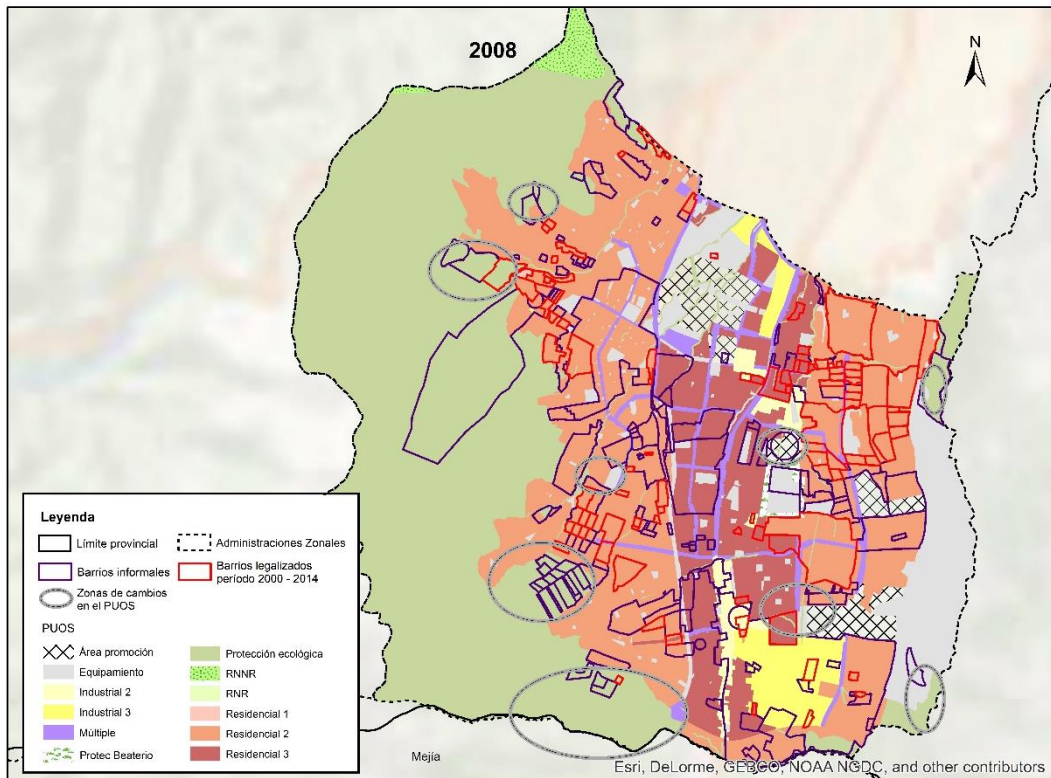 2008
N
Leyenda
Límite provincial
Administraciones Zonales
Barrios informales
Barrios legalizados
período 2000 - 2014
Zonas de cambios
en el PUOS
PUOS
Área promoción
Equipamiento
Industrial 2
Industrial 3
Múltiple
Protec Beaterio
Protección ecológica
RNNR
RNR
Residencial 1
Residencial 2
Residencial 3
Mejía
Esri, DeLorme, GEBCO, NOAA NGDC, and other contributors